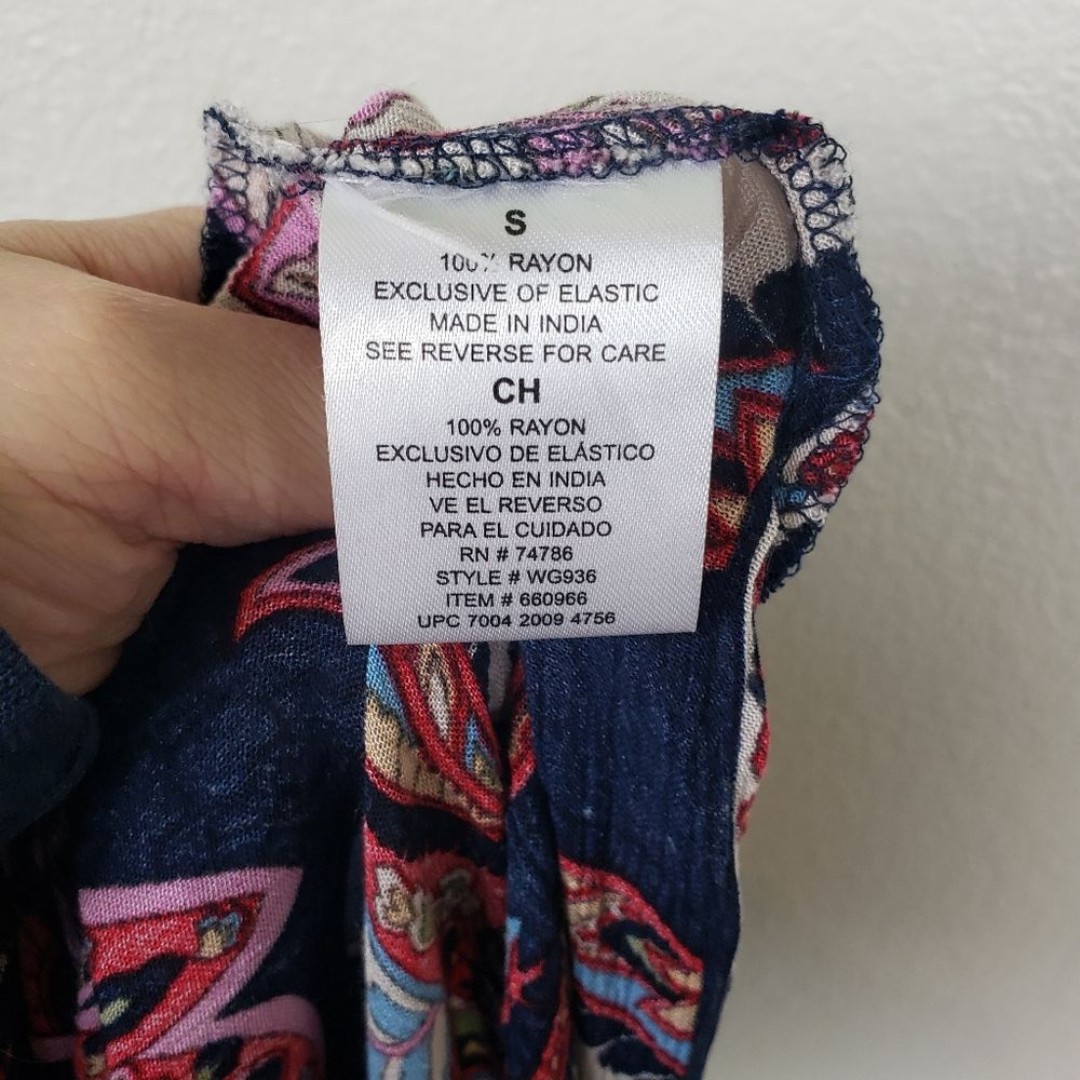 S
100% RAYON
EXCLUSIVE OF ELASTIC
MADE IN INDIA
SEE REVERSE FOR CARE
CH
100% RAYON
EXCLUSIVO DE ELÁSTICO
HECHO EN INDIA
VE EL REVERSO
PARA EL CUIDADO
RN # 74786
STYLE # WG936
ITEM # 660966
UPC 7004 2009 4756